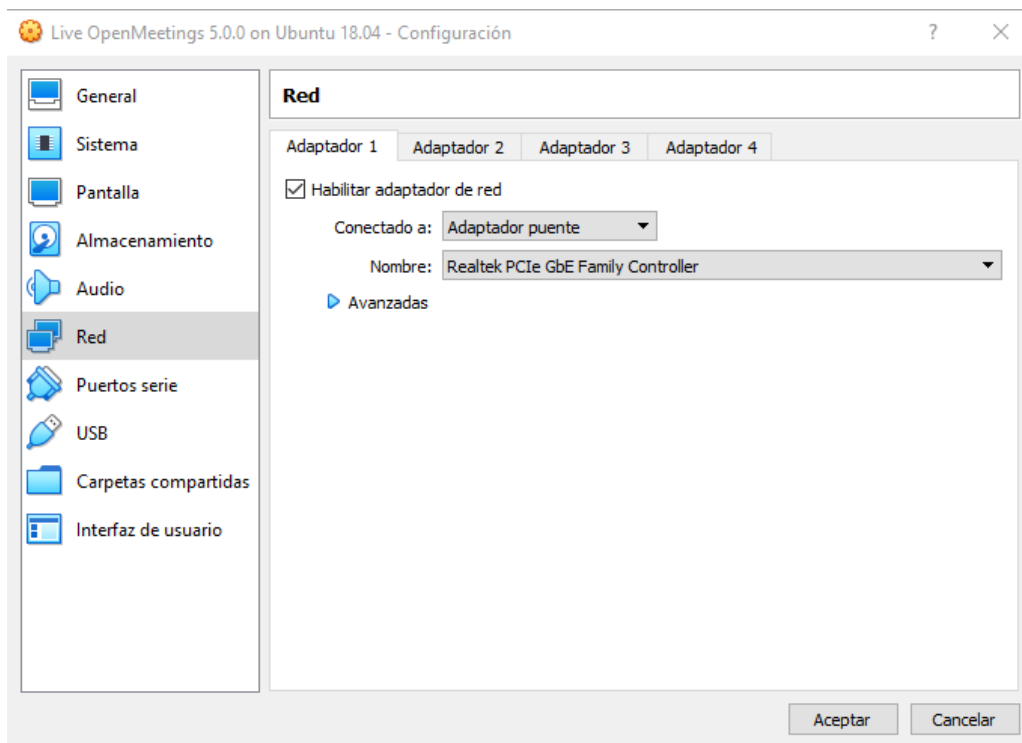 Live OpenMeetings 5.0.0 on Ubuntu 18.04 - Configuración ?
General
Sistema
Pantalla
Almacenamiento
Audio
Red
Puertos serie
USB
Carpetas compartidas
Interfaz de usuario
Red
Adaptador 1 Adaptador 2 Adaptador 3 Adaptador 4
Habilitar adaptador de red
Conectado a: Adaptador puente
Nombre: Realtek PCIe GbE Family Controller
Avanzadas
Aceptar Cancelar